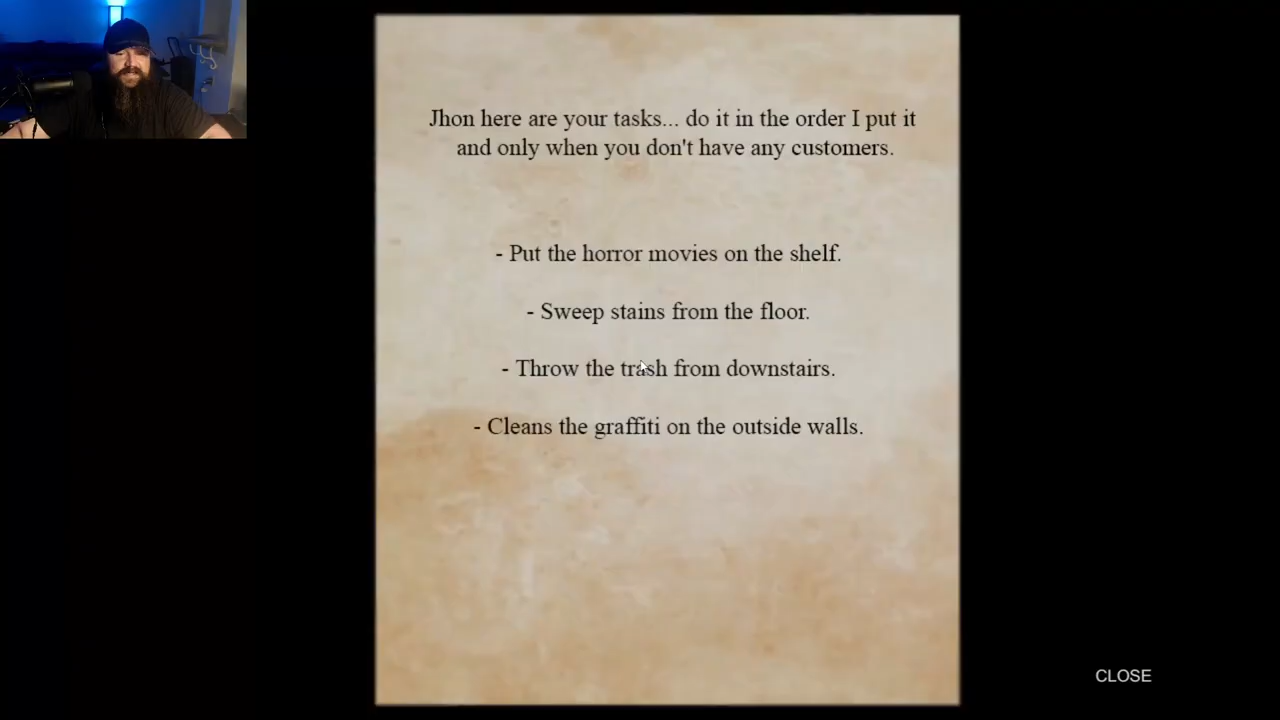 Jhon here are your tasks... do it in the order I put it
and only when you don't have any customers.
- Put the horror movies on the shelf.
- Sweep stains from the floor.
- Throw the trash from downstairs.
- Cleans the graffiti on the outside walls.
CLOSE